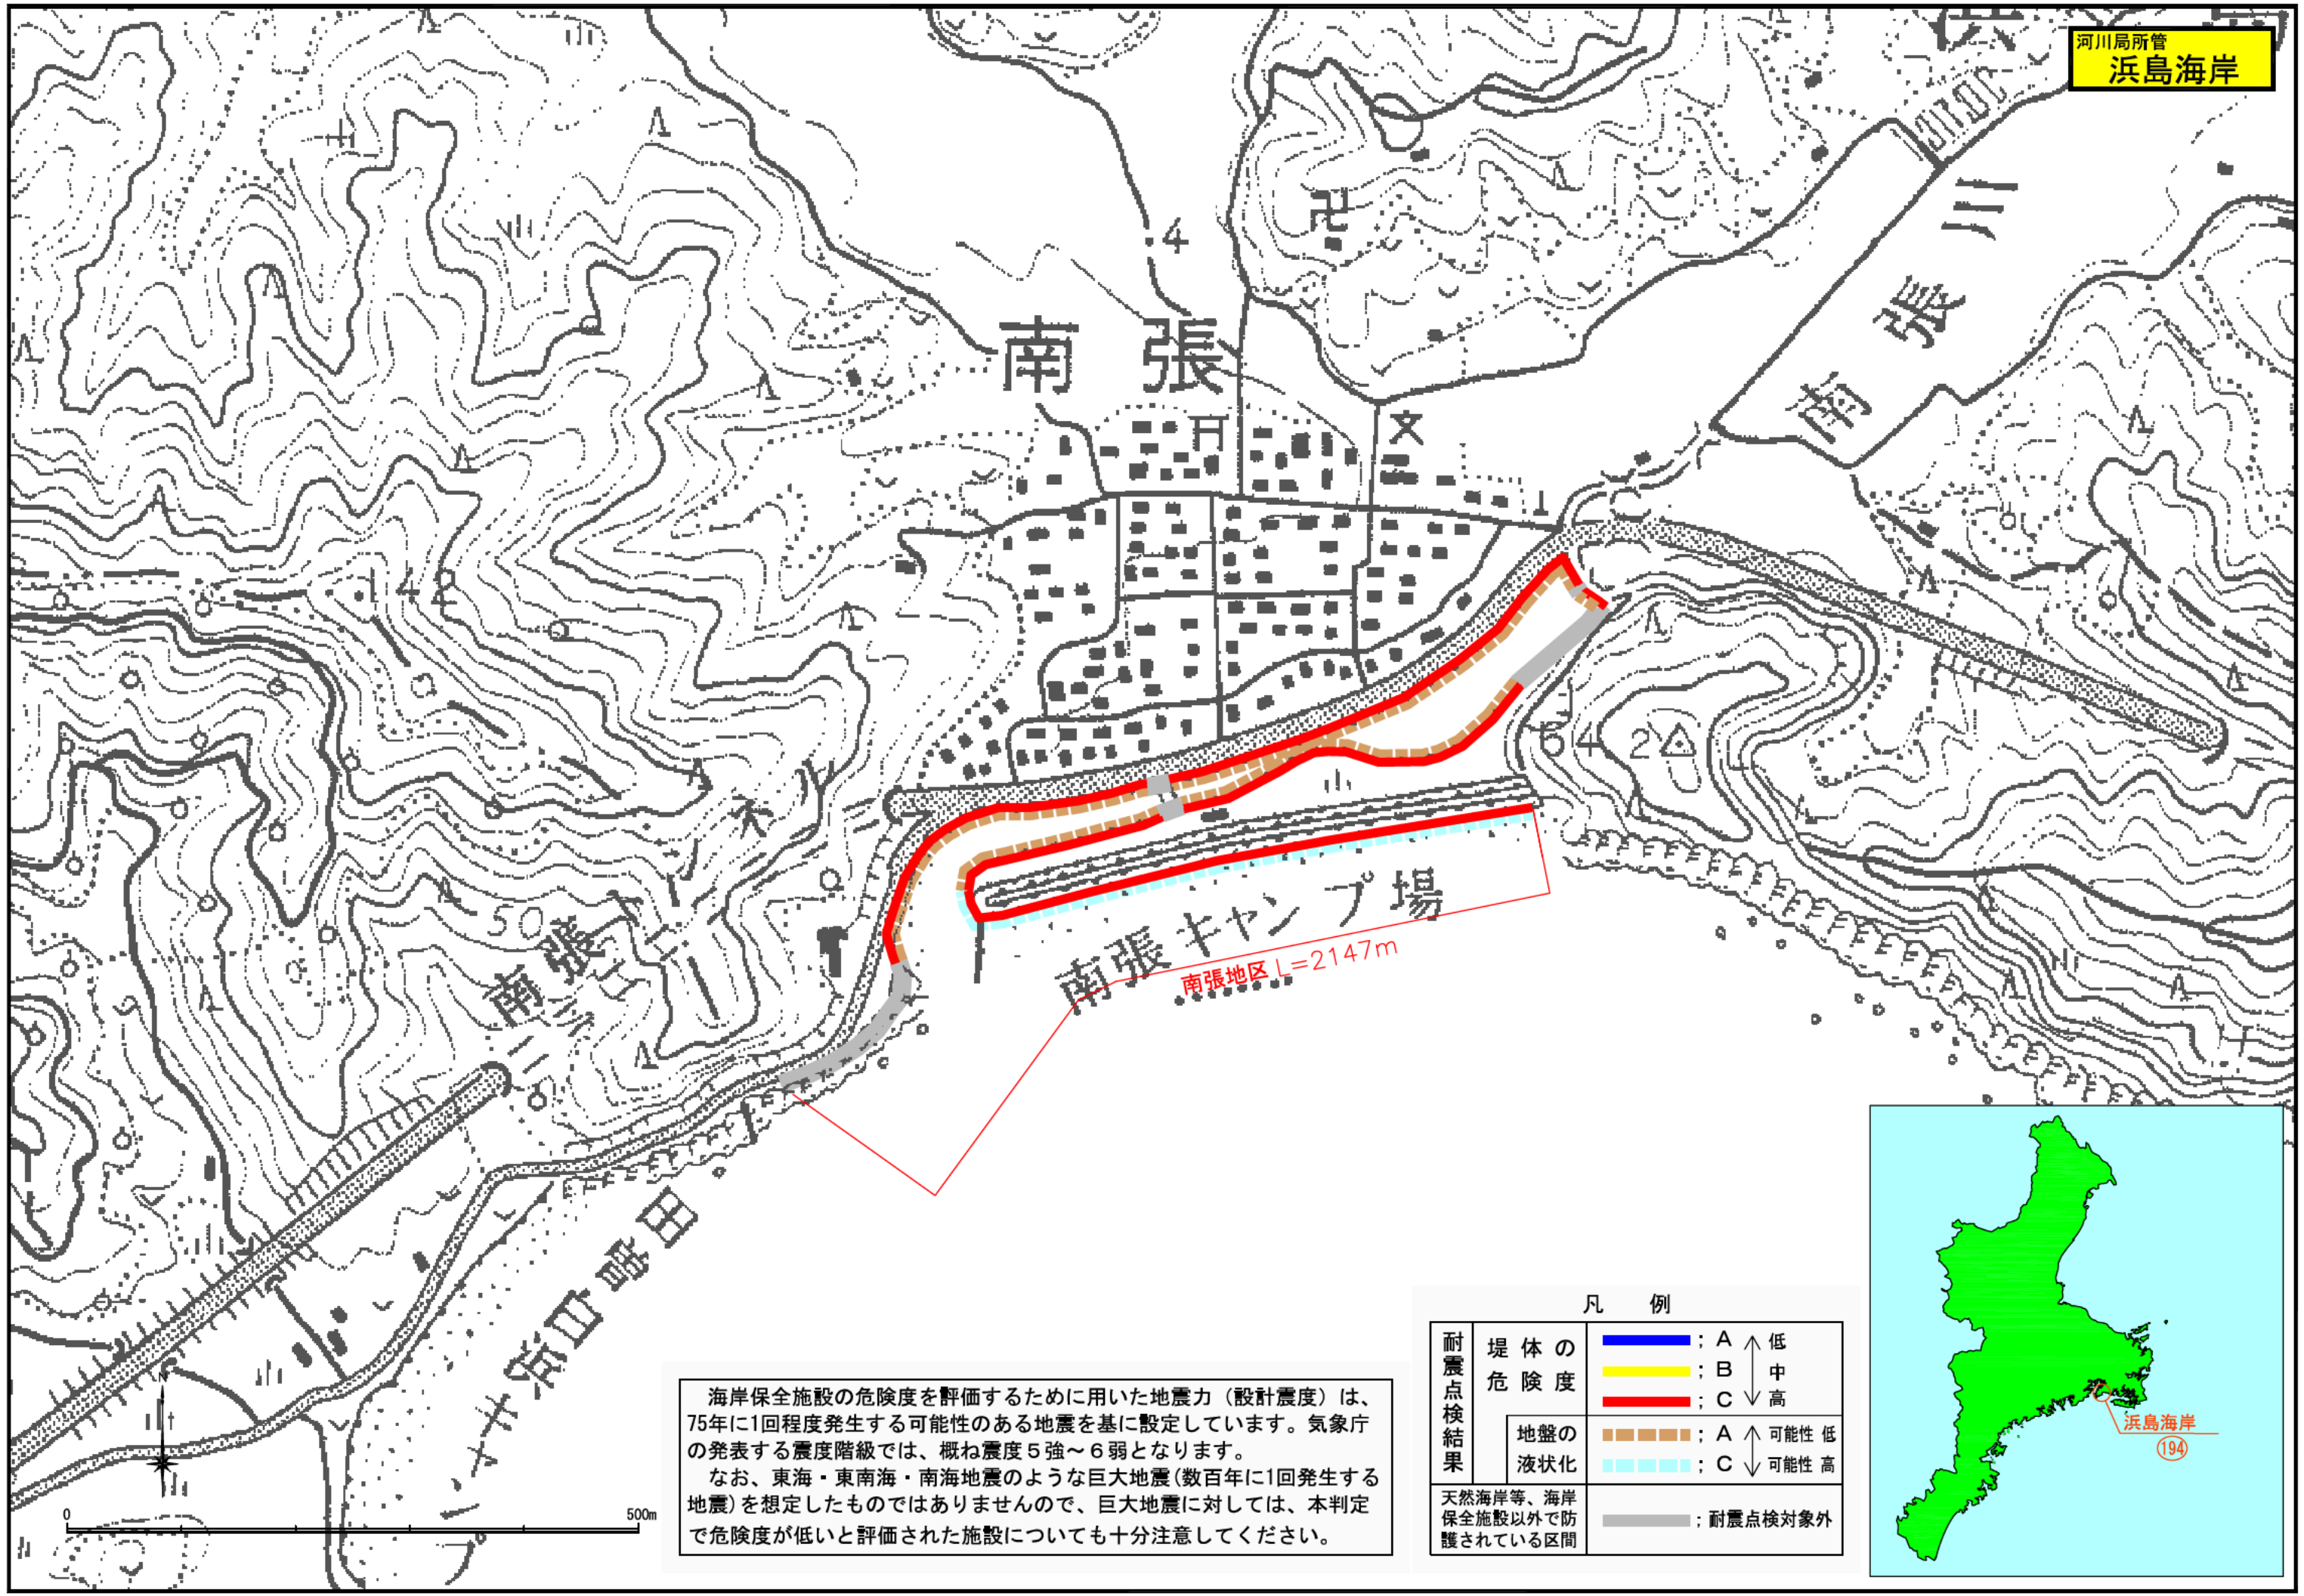 河川局所管
浜島海岸
4
南張
南張川
文
142
64.2
50
南張キャンプ場
南張地区 L=2147m
0
500m
N
海岸保全施設の危険度を評価するために用いた地震力（設計震度）は、
75年に1回程度発生する可能性のある地震を基に設定しています。気象庁
の発表する震度階級では、概ね震度５強～６弱となります。
なお、東海・東南海・南海地震のような巨大地震(数百年に1回発生する
地震)を想定したものではありませんので、巨大地震に対しては、本判定
で危険度が低いと評価された施設についても十分注意してください。
凡 例
耐震点検結果
堤体の
危険度
；A 低
；B 中
；C 高
地盤の
液状化
；A 可能性 低
；C 可能性 高
天然海岸等、海岸
保全施設以外で防
護されている区間
；耐震点検対象外
浜島海岸
194